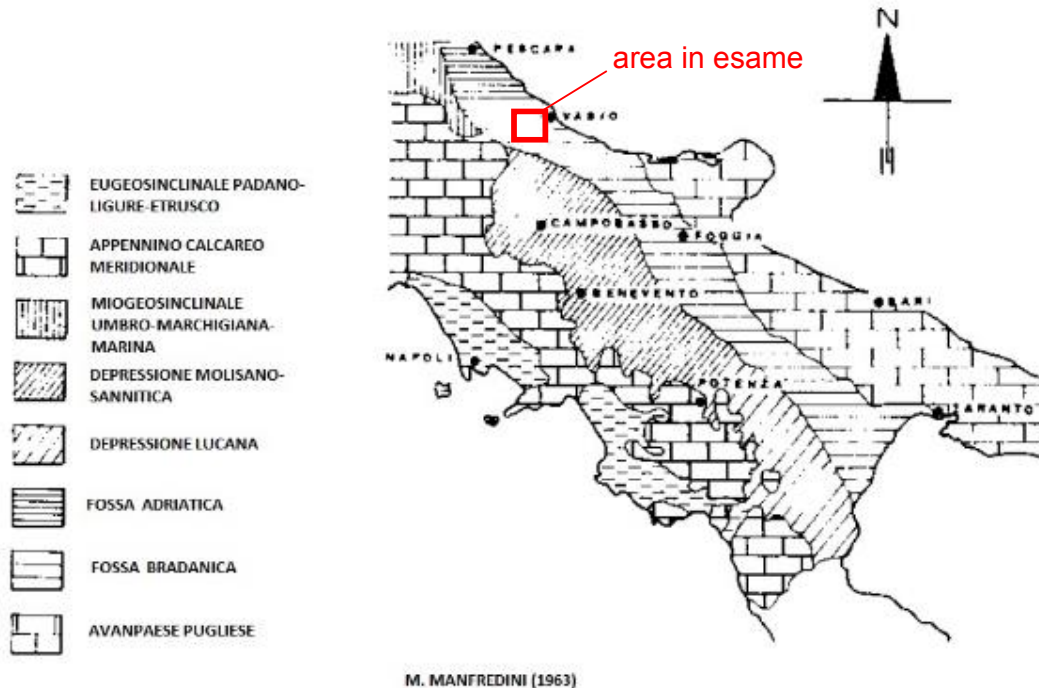 N
PESCARA
area in esame
VASTO
EUGEOSINCLINALE PADANO-
LIGURE-ETRUSCO
APPENNINO CALCAREO
MERIDIONALE
CAMPOBASSO
FOGGIA
MIOGEOSINCLINALE
UMBRO-MARCHIGIANA-
MARINA
BENEVENTO
BARI
NAPOLI
DEPRESSIONE MOLISANO-
SANNITICA
POTENZA
TARANTO
DEPRESSIONE LUCANA
FOSSA ADRIATICA
FOSSA BRADANICA
AVANPAESE PUGLIESE
M. MANFREDINI (1963)